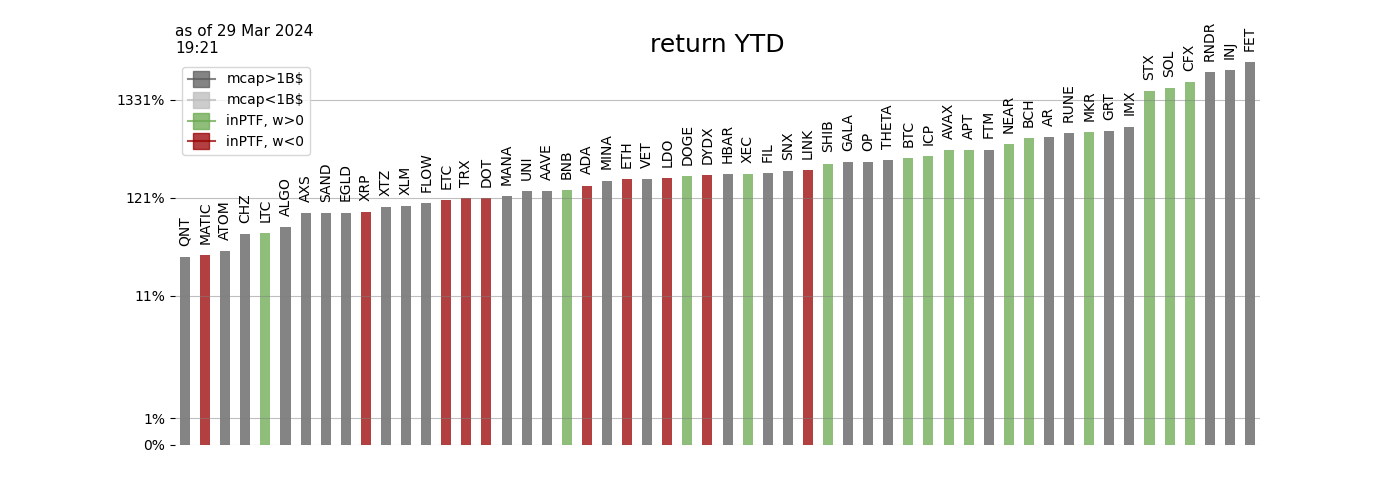 as of 29 Mar 2024
19:21
return YTD
mcap>1B$
mcap<1B$
inPTF, w>0
inPTF, w<0
1331%
121%
11%
1%
0%
QNT
MATIC
ATOM
CHZ
LTC
ALGO
AXS
SAND
EGLD
XRP
XTZ
XLM
FLOW
ETC
TRX
DOT
MANA
UNI
AAVE
BNB
ADA
MINA
ETH
VET
LDO
DOGE
DYDX
HBAR
XEC
FIL
SNX
LINK
SHIB
GALA
OP
THETA
BTC
ICP
AVAX
APT
FTM
NEAR
BCH
AR
RUNE
MKR
GRT
IMX
STX
SOL
CFX
RNDR
INJ
FET